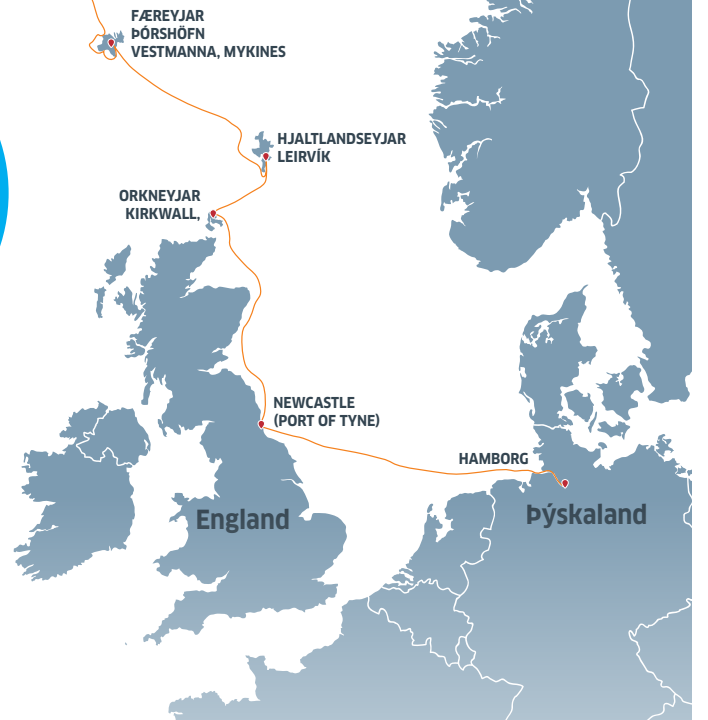 FÆREYJAR
ÞÓRSHÖFN
VESTMANNA, MYKINES
HJALTLANDSEYJAR
LEIRVÍK
ORKNEYJAR
KIRKWALL,
NEWCASTLE
(PORT OF TYNE)
HAMBORG
England
Þýskaland